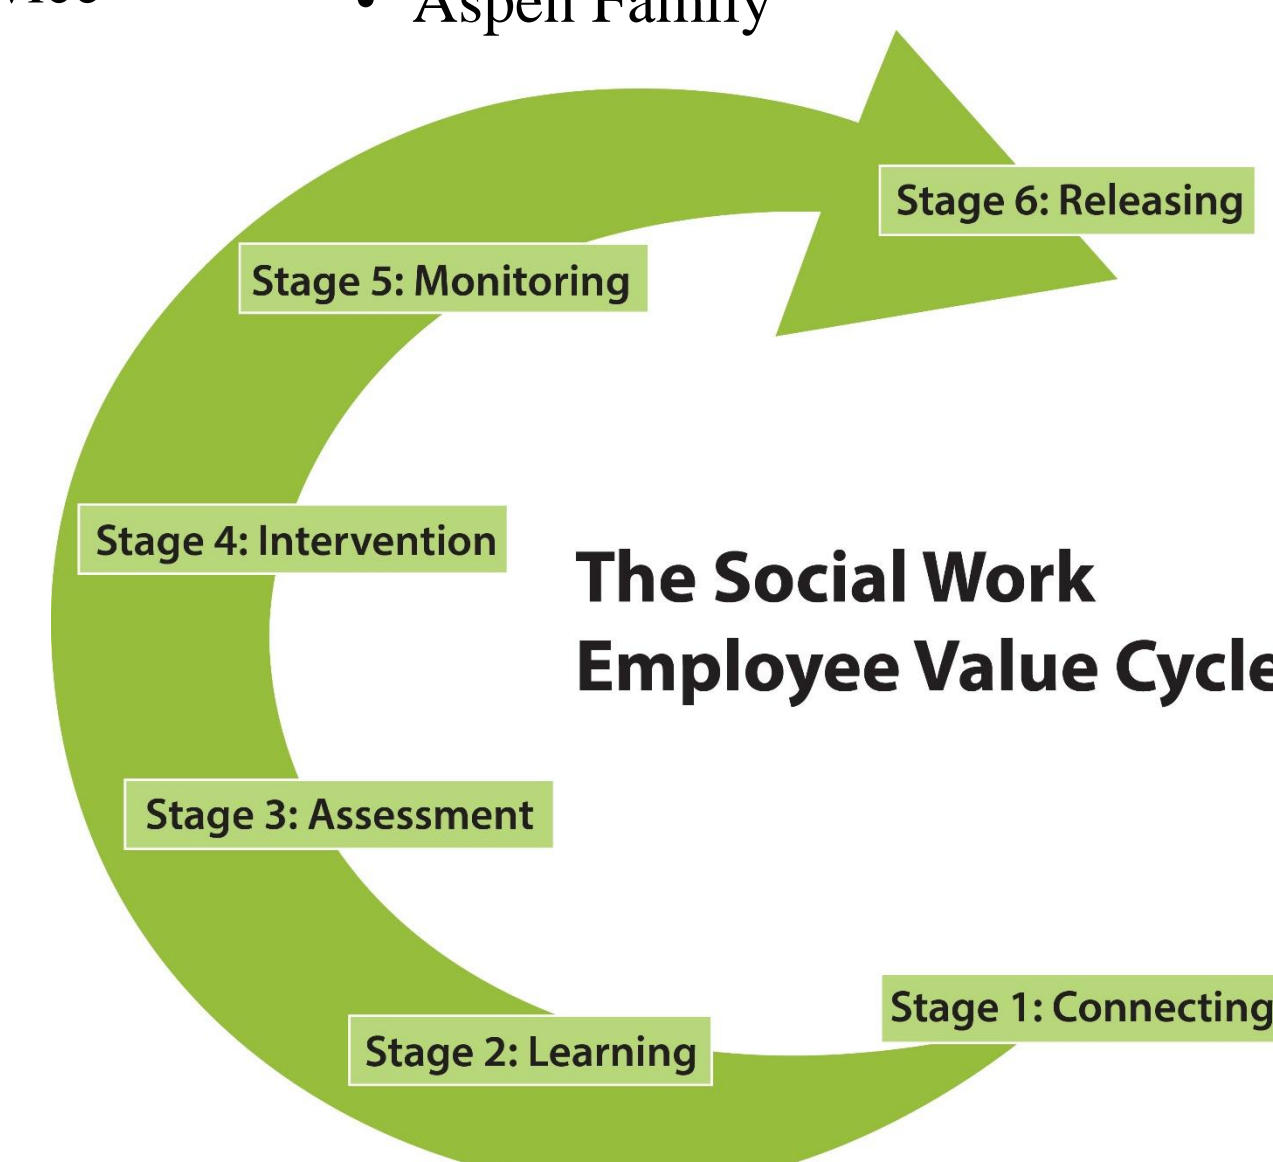 • Aspen Family
Stage 6: Releasing
Stage 5: Monitoring
Stage 4: Intervention
The Social Work
Employee Value Cycle
Stage 3: Assessment
Stage 1: Connecting
Stage 2: Learning